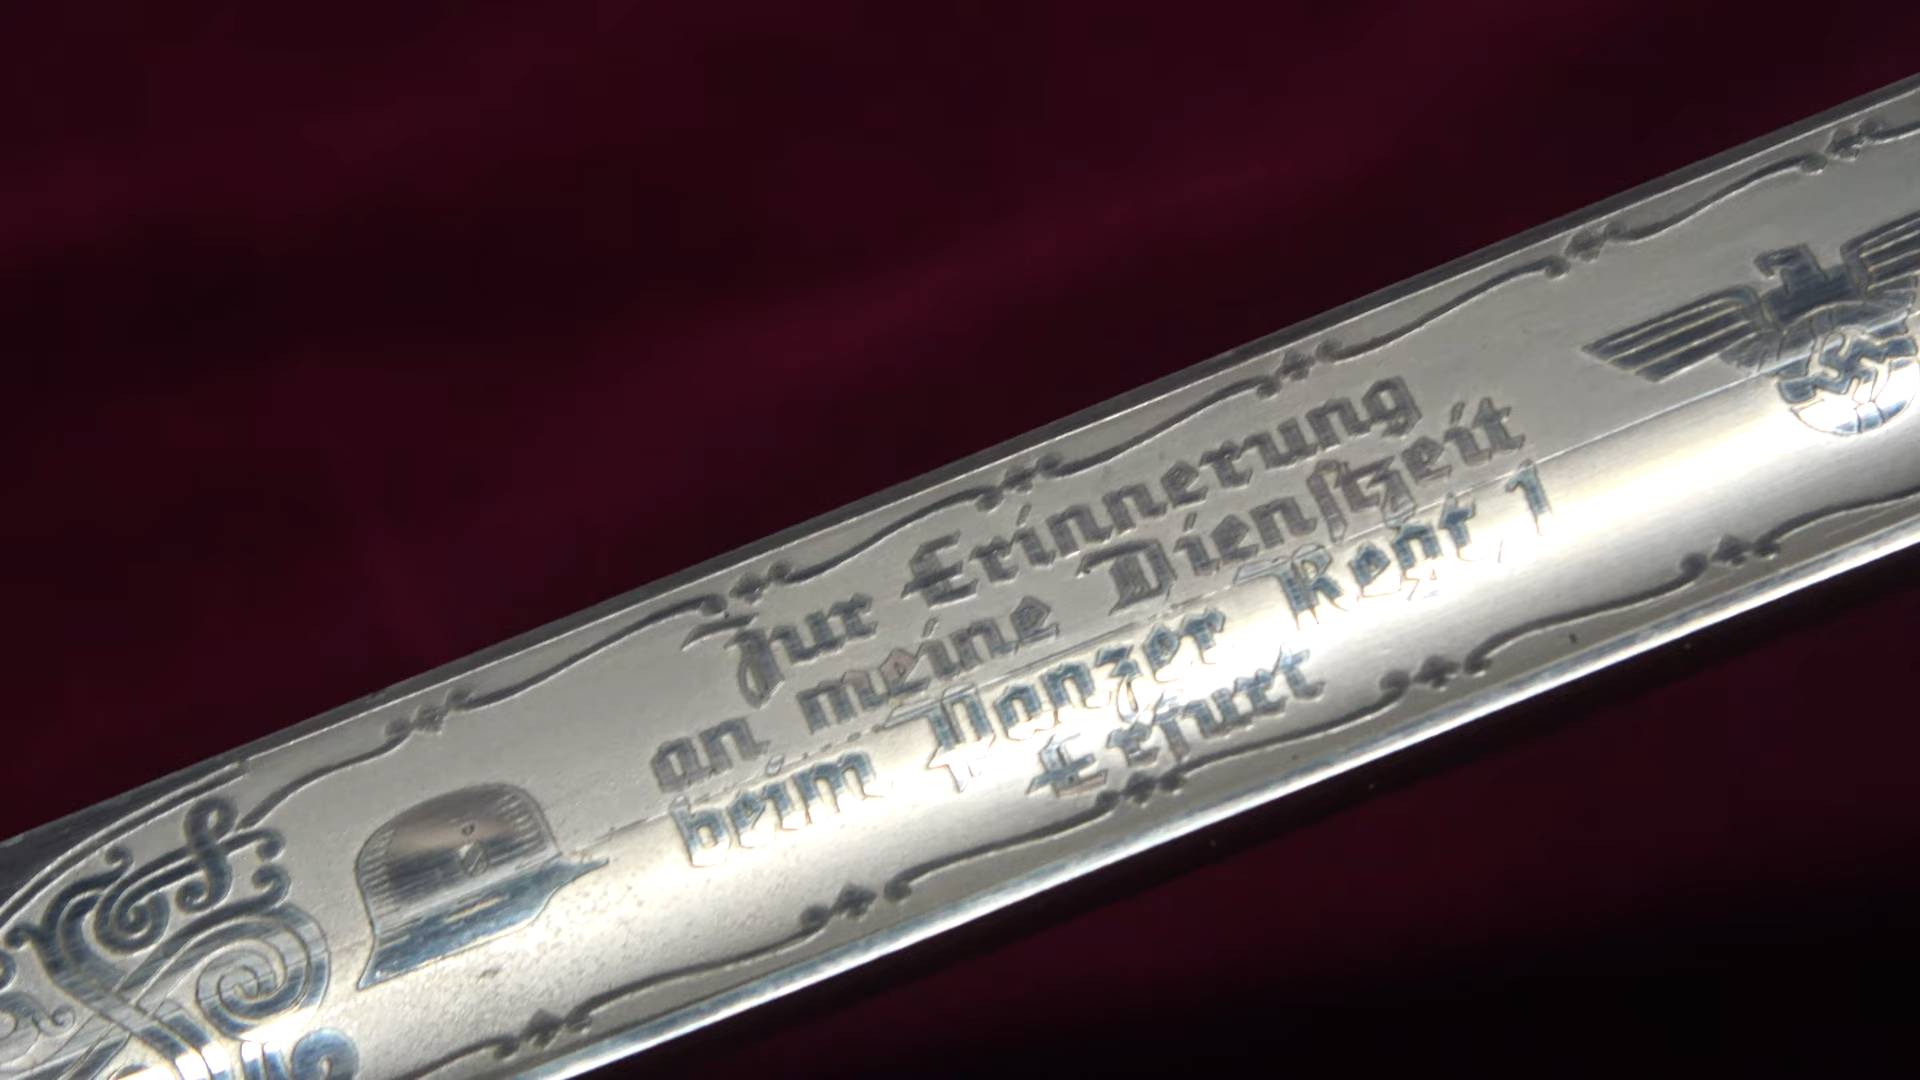 Zur Erinnerung
an meine Dienstzeit
beim Panzer Regt 1
Erfurt